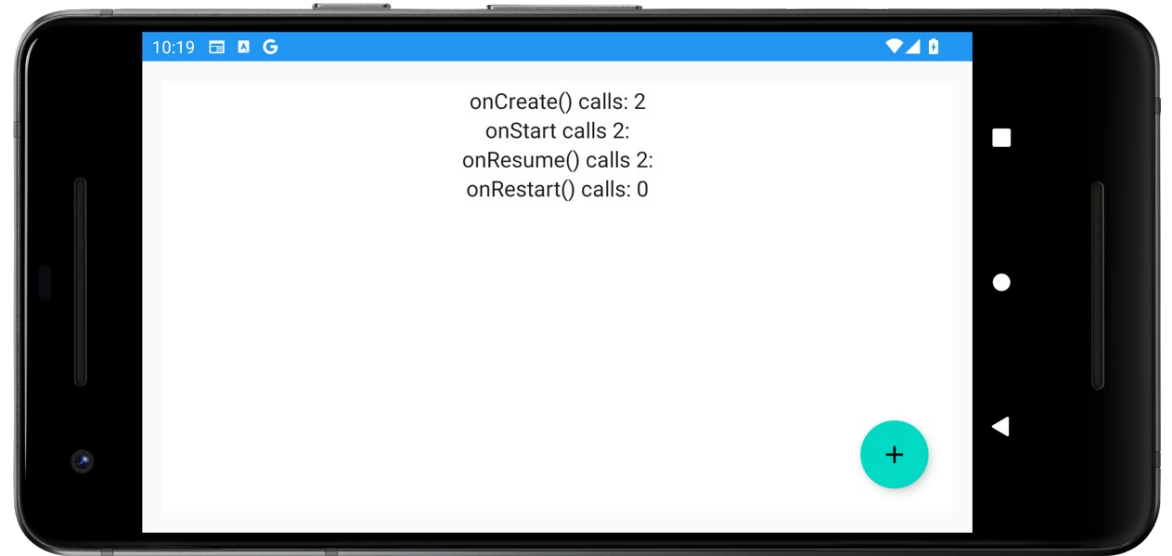 10:19 A G
onCreate() calls: 2
onStart calls 2:
onResume() calls 2:
onRestart() calls: 0
+